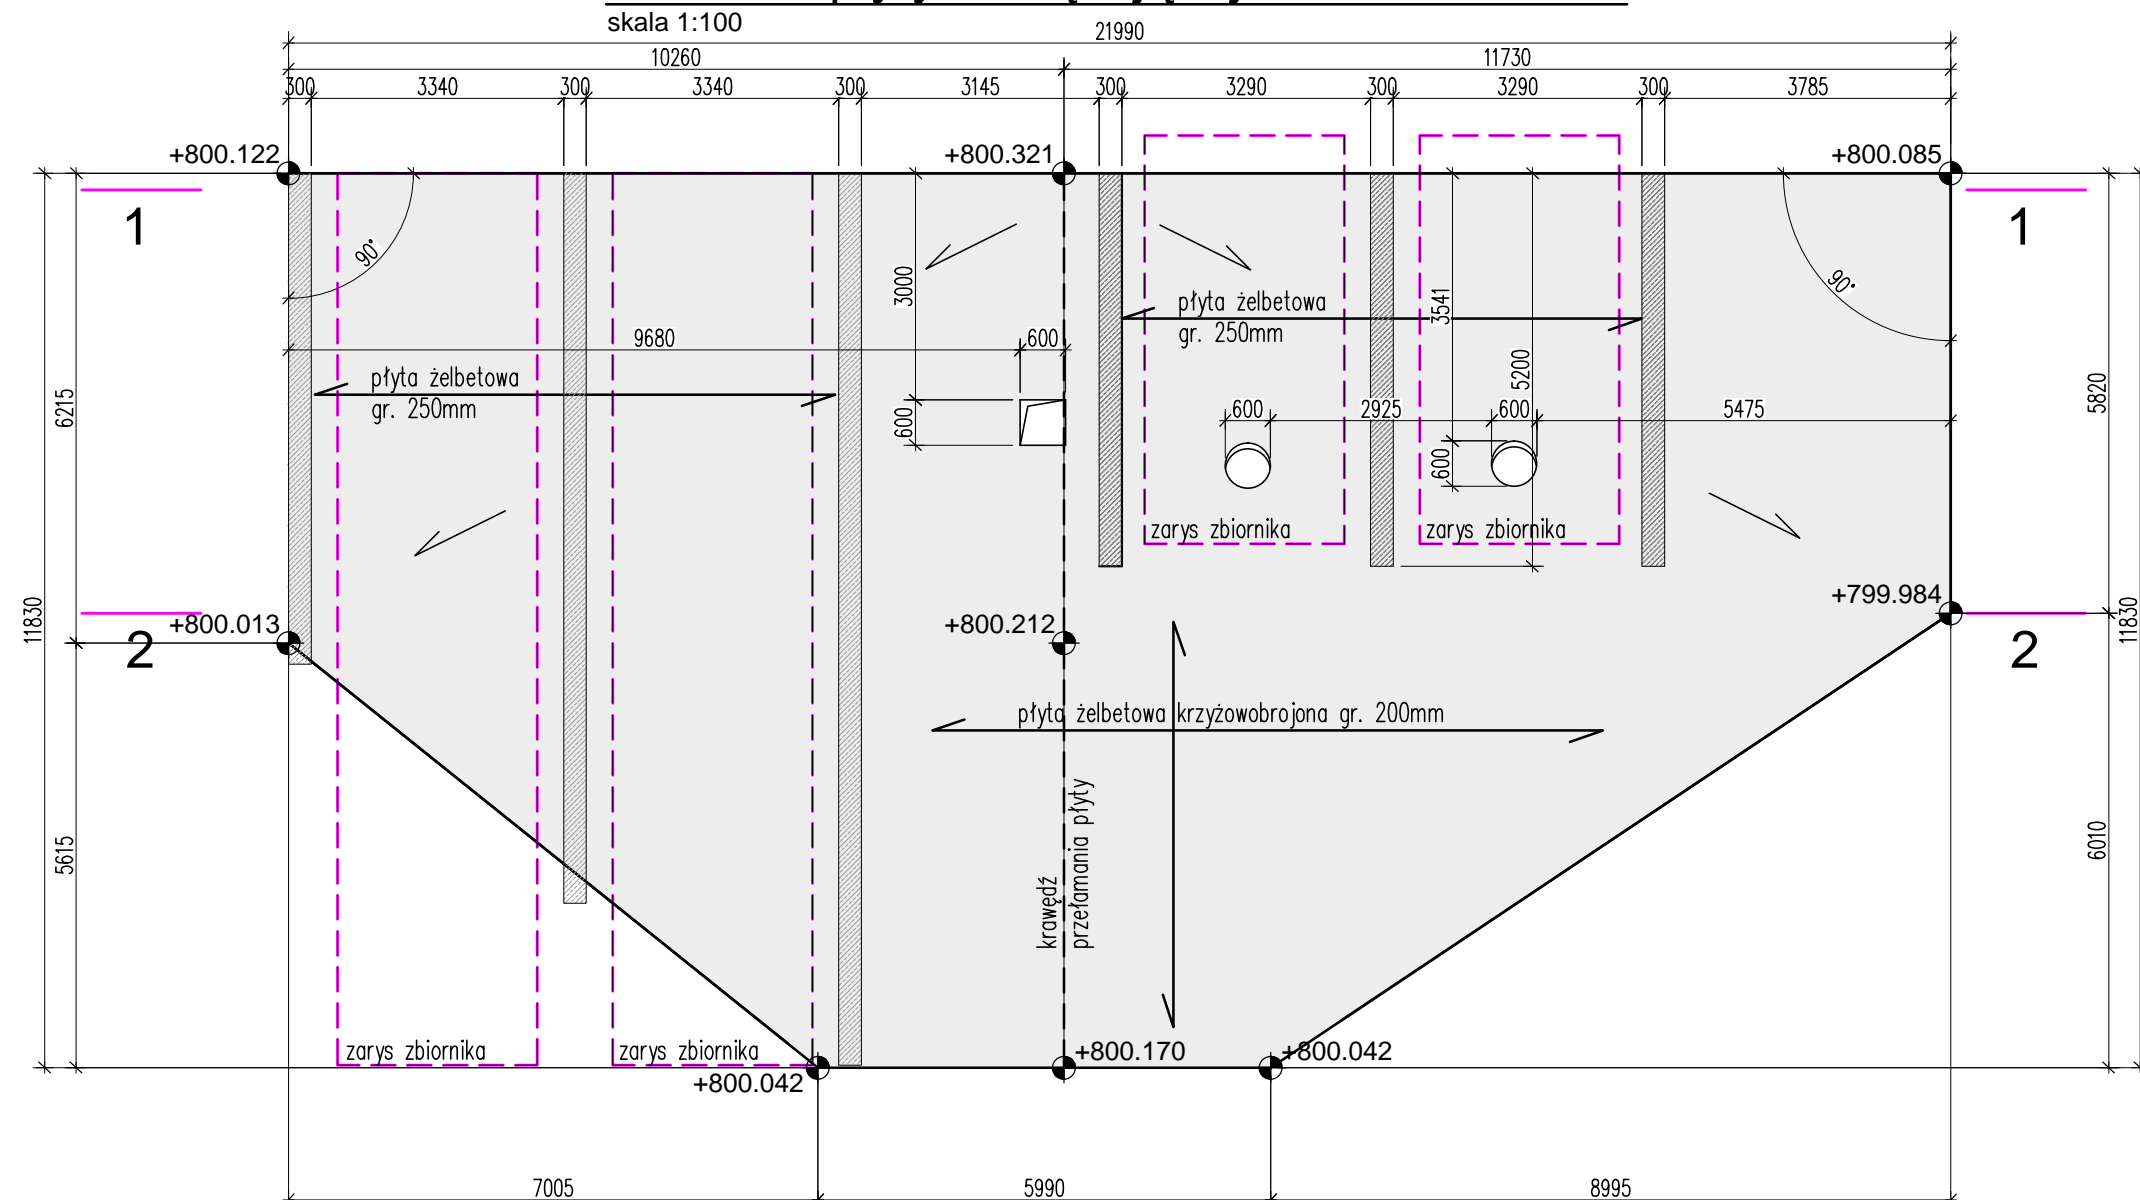 skala 1:100
21990
10260 11730
300 3340 300 3340 300 3145 300 3290 300 3290 300 3785
+800.122 +800.321 +800.085
1 1
90° 90°
3000 3541
płyta żelbetowa
gr. 250mm
9680 600
5200
płyta żelbetowa
gr. 250mm
6215 5820
600 600 2925 600 5475
600
zarys zbiornika zarys zbiornika
11830 11830
+800.013 +800.212 +799.984
2 2
płyta żelbetowa krzyżowobrojona gr. 200mm
5615 6010
krawędź
przełamania płyty
zarys zbiornika zarys zbiornika
+800.170 +800.042
+800.042
7005 5990 8995